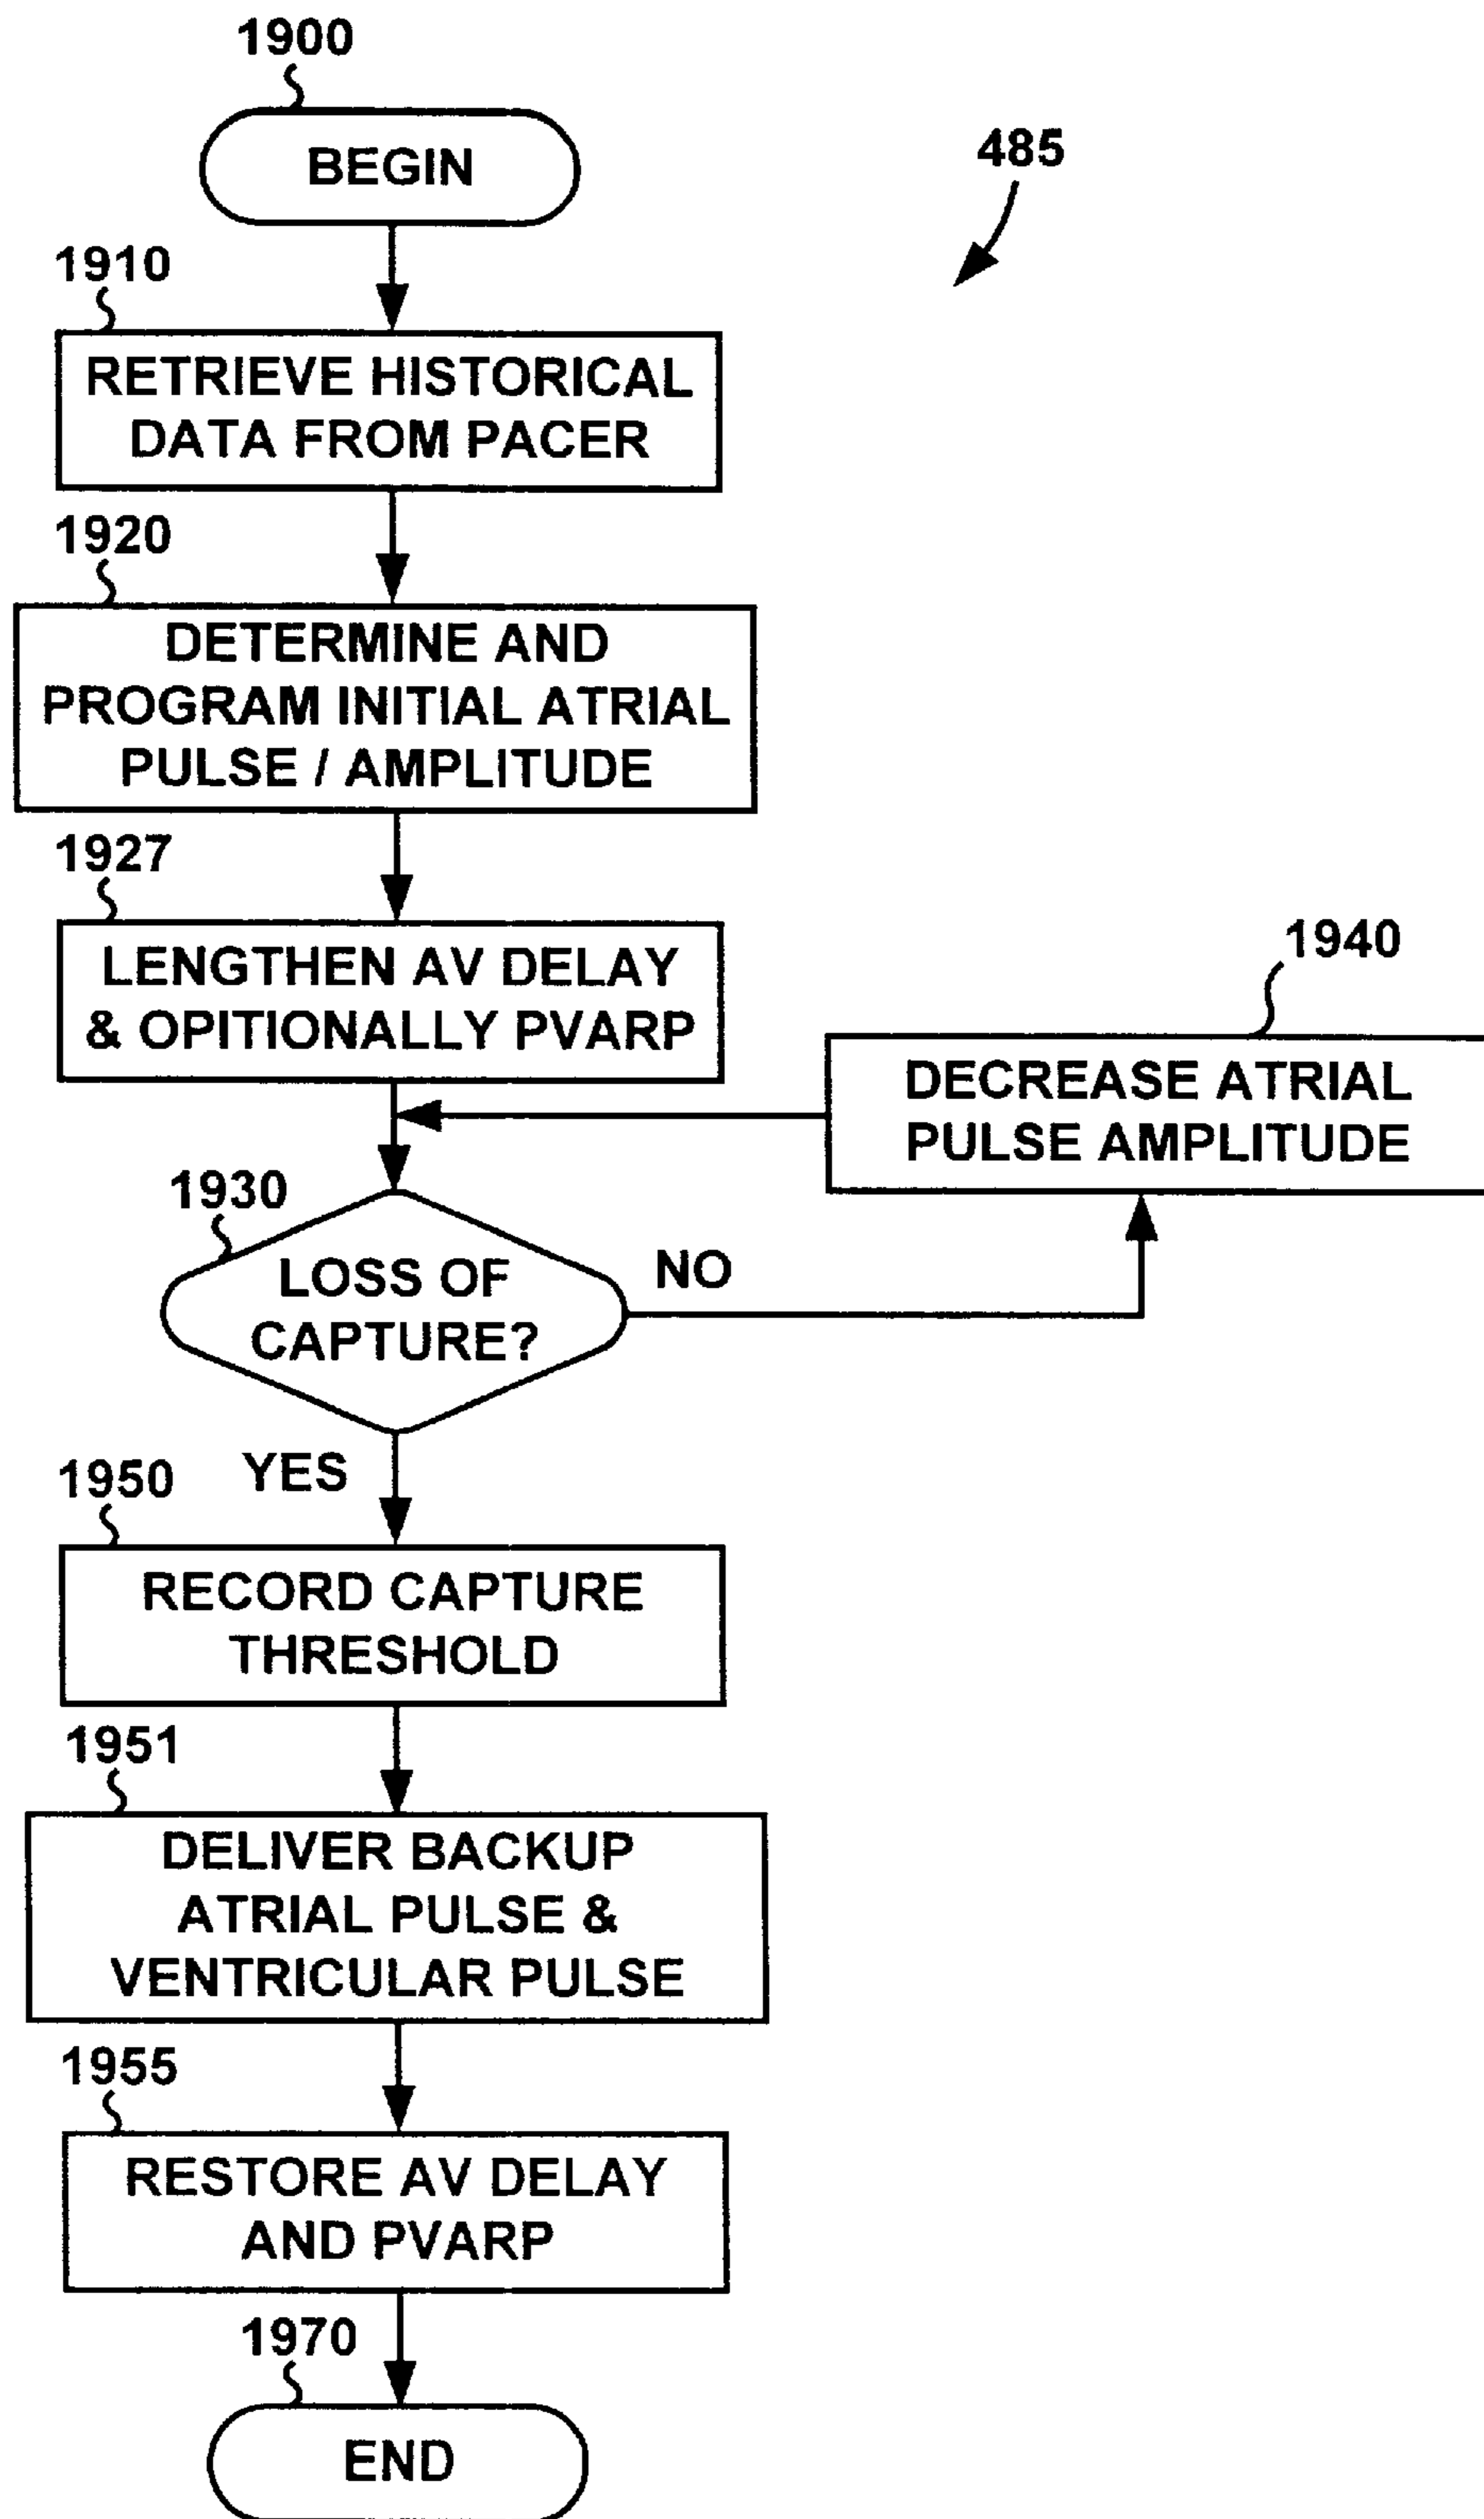 1900
BEGIN
485
1910
RETRIEVE HISTORICAL
DATA FROM PACER
1920
DETERMINE AND
PROGRAM INITIAL ATRIAL
PULSE / AMPLITUDE
1927
LENGTHEN AV DELAY
& OPITIONALLY PVARP
1940
DECREASE ATRIAL
PULSE AMPLITUDE
1930
LOSS OF
CAPTURE?
NO
YES
1950
RECORD CAPTURE
THRESHOLD
1951
DELIVER BACKUP
ATRIAL PULSE &
VENTRICULAR PULSE
1955
RESTORE AV DELAY
AND PVARP
1970
END